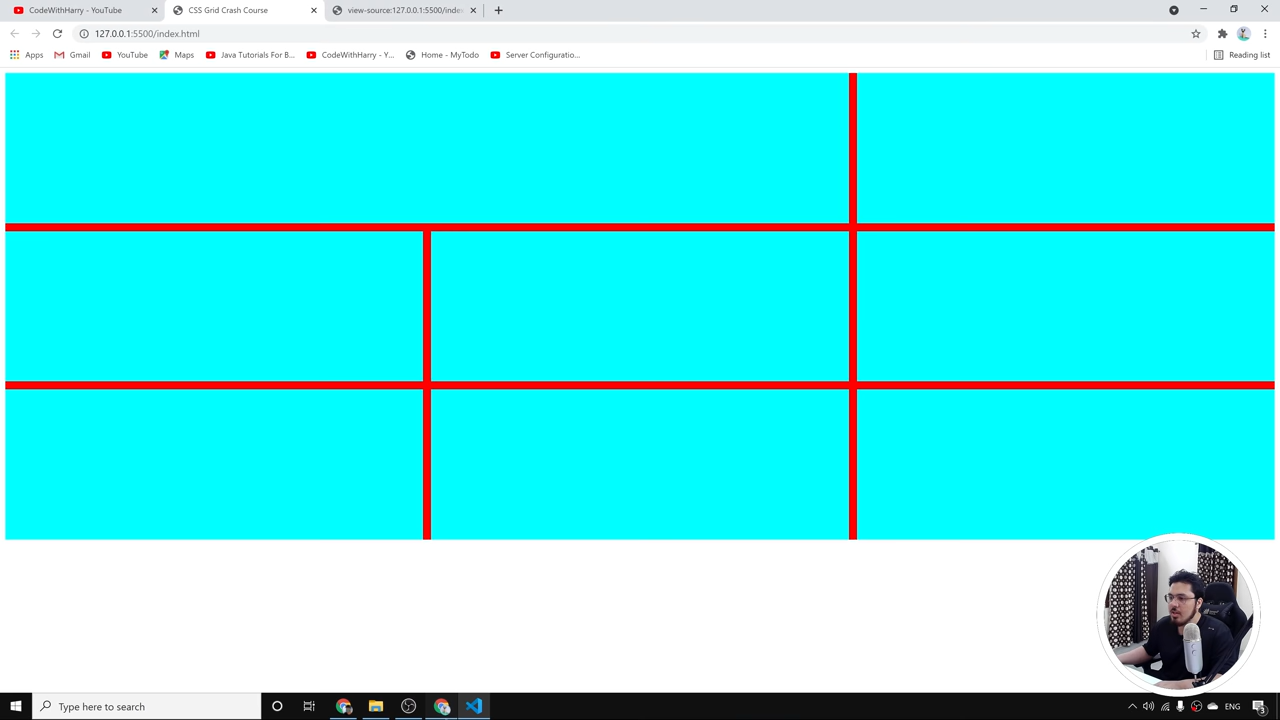 CodeWithHarry - YouTube
CSS Grid Crash Course
view-source:127.0.0.1:5500/index
127.0.0.1:5500/index.html
Apps
Gmail
YouTube
Maps
Java Tutorials For B...
CodeWithHarry - Y...
Home - MyTodo
Server Configuratio...
Reading list
Type here to search
ENG
3